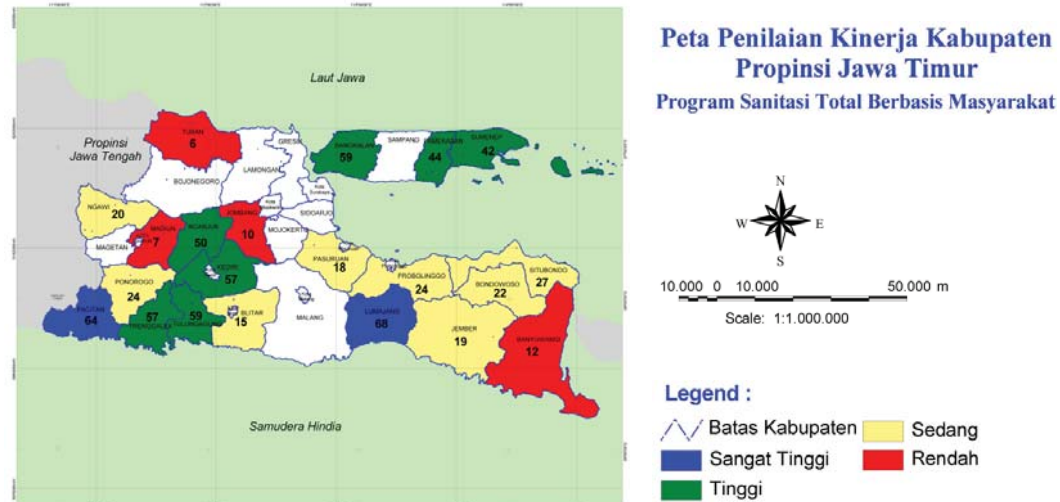 Peta Penilaian Kinerja Kabupaten
Propinsi Jawa Timur
Program Sanitasi Total Berbasis Masyarakat
Laut Jawa
Propinsi
Jawa Tengah
TUBAN
6
GRESIK
LAMONGAN
BOJONEGORO
BANGKALAN
59
SAMPANG
PAMEKASAN
44
SUMENEP
42
NGAWI
20
MAGETAN
MADIUN
7
NGANJUK
50
JOMBANG
10
MOJOKERTO
SIDOARJO
Kota
Surabaya
PONOROGO
24
KEDIRI
57
PASURUAN
18
PROBOLINGGO
24
BONDOWOSO
22
SITUBONDO
27
PACITAN
64
TRENGGALEK
57
TULUNGAGUNG
59
BLITAR
15
MALANG
LUMAJANG
68
JEMBER
19
BANYUWANGI
12
Samudera Hindia
N
W E
S
10.000 0 10.000 50.000 m
Scale: 1:1.000.000
Legend :
Batas Kabupaten
Sangat Tinggi
Tinggi
Sedang
Rendah